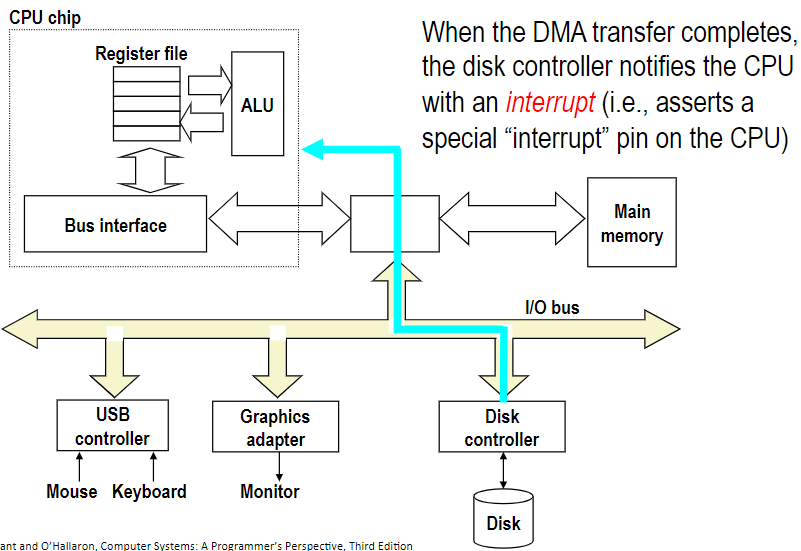 CPU chip
Register file
ALU
When the DMA transfer completes,
the disk controller notifies the CPU
with an interrupt (i.e., asserts a
special “interrupt” pin on the CPU)
Bus interface
Main
memory
I/O bus
USB
controller
Graphics
adapter
Disk
controller
Mouse
Keyboard
Monitor
Disk
O’Hallaron, Computer Systems: A Programmer’s Perspective, Third Edition